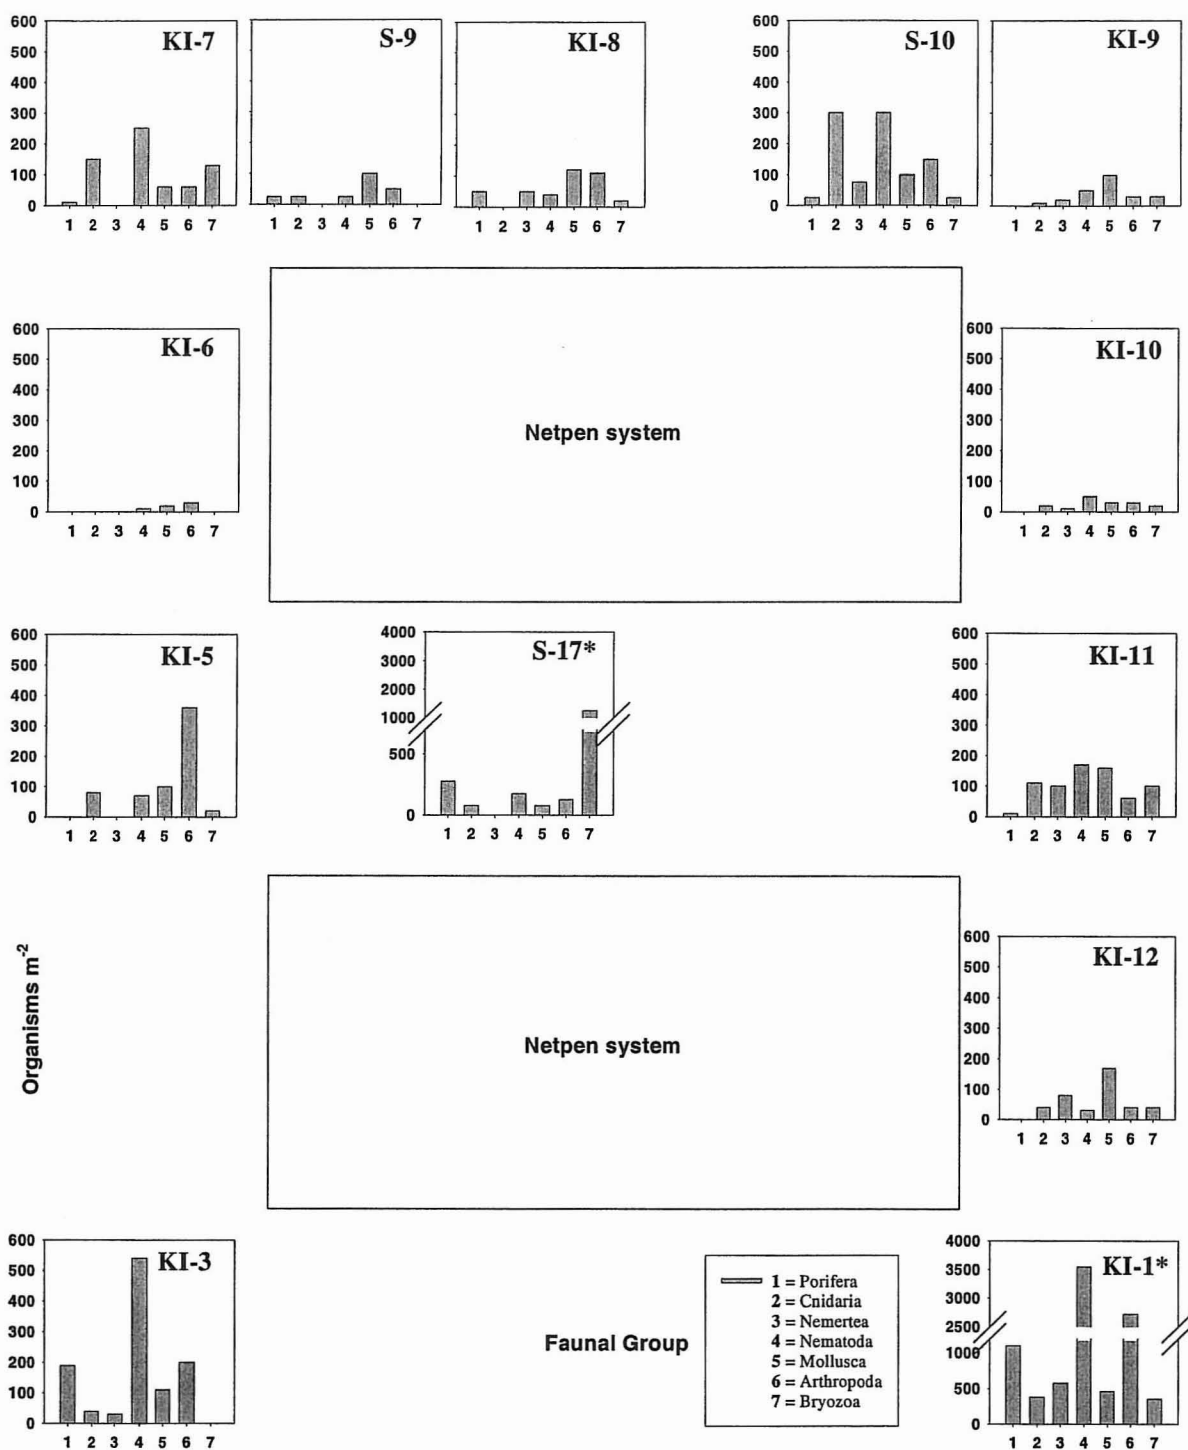 KI-7
600
500
400
300
200
100
0
1 2 3 4 5 6 7
S-9
1 2 3 4 5 6 7
KI-8
1 2 3 4 5 6 7
S-10
600
500
400
300
200
100
0
1 2 3 4 5 6 7
KI-9
1 2 3 4 5 6 7
KI-6
600
500
400
300
200
100
0
1 2 3 4 5 6 7
Netpen system
KI-10
600
500
400
300
200
100
0
1 2 3 4 5 6 7
KI-5
600
500
400
300
200
100
0
1 2 3 4 5 6 7
S-17*
4000
3000
2000
1000
500
0
1 2 3 4 5 6 7
KI-11
600
500
400
300
200
100
0
1 2 3 4 5 6 7
Organisms m-2
Netpen system
KI-12
600
500
400
300
200
100
0
1 2 3 4 5 6 7
KI-3
600
500
400
300
200
100
0
1 2 3 4 5 6 7
Faunal Group
1 = Porifera
2 = Cnidaria
3 = Nemertea
4 = Nematoda
5 = Mollusca
6 = Arthropoda
7 = Bryozoa
KI-1*
4000
3500
3000
2500
1000
500
0
1 2 3 4 5 6 7